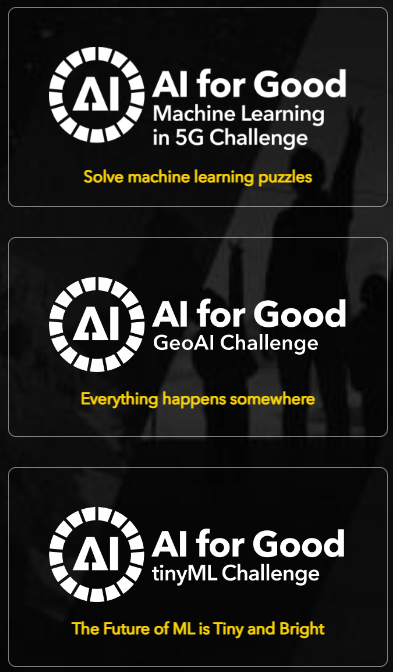 AI
AI for Good
Machine Learning
in 5G Challenge
Solve machine learning puzzles
AI
AI for Good
GeoAI Challenge
Everything happens somewhere
AI
AI for Good
tinyML Challenge
The Future of ML is Tiny and Bright